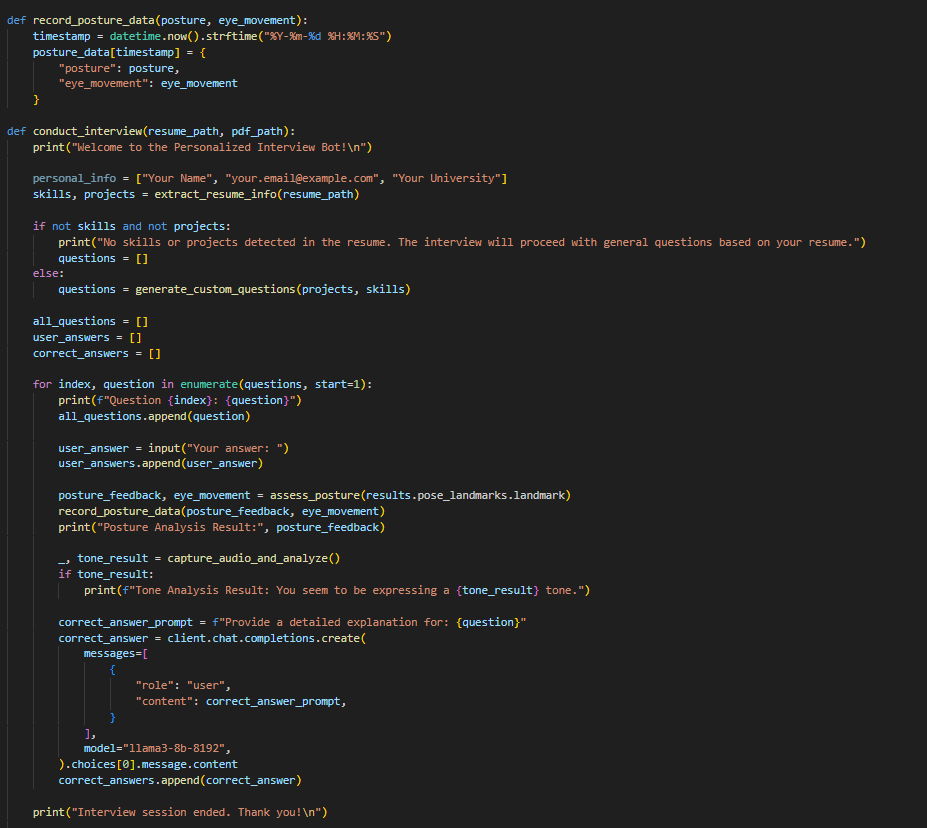 def record_posture_data(posture, eye_movement):
    timestamp = datetime.now().strftime("%Y-%m-%d %H:%M:%S")
    posture_data[timestamp] = {
        "posture": posture,
        "eye_movement": eye_movement
    }

def conduct_interview(resume_path, pdf_path):
    print("Welcome to the Personalized Interview Bot!\n")

    personal_info = ["Your Name", "your.email@example.com", "Your University"]
    skills, projects = extract_resume_info(resume_path)

    if not skills and not projects:
        print("No skills or projects detected in the resume. The interview will proceed with general questions based on your resume.")
        questions = []
    else:
        questions = generate_custom_questions(projects, skills)

    all_questions = []
    user_answers = []
    correct_answers = []

    for index, question in enumerate(questions, start=1):
        print(f"Question {index}: {question}")
        all_questions.append(question)

        user_answer = input("Your answer: ")
        user_answers.append(user_answer)

        posture_feedback, eye_movement = assess_posture(results.pose_landmarks.landmark)
        record_posture_data(posture_feedback, eye_movement)
        print("Posture Analysis Result:", posture_feedback)

        _, tone_result = capture_audio_and_analyze()
        if tone_result:
            print(f"Tone Analysis Result: You seem to be expressing a {tone_result} tone.")

        correct_answer_prompt = f"Provide a detailed explanation for: {question}"
        correct_answer = client.chat.completions.create(
            messages=[
                {
                    "role": "user",
                    "content": correct_answer_prompt,
                }
            ],
            model="llama3-8b-8192",
        ).choices[0].message.content
        correct_answers.append(correct_answer)

    print("Interview session ended. Thank you!\n")